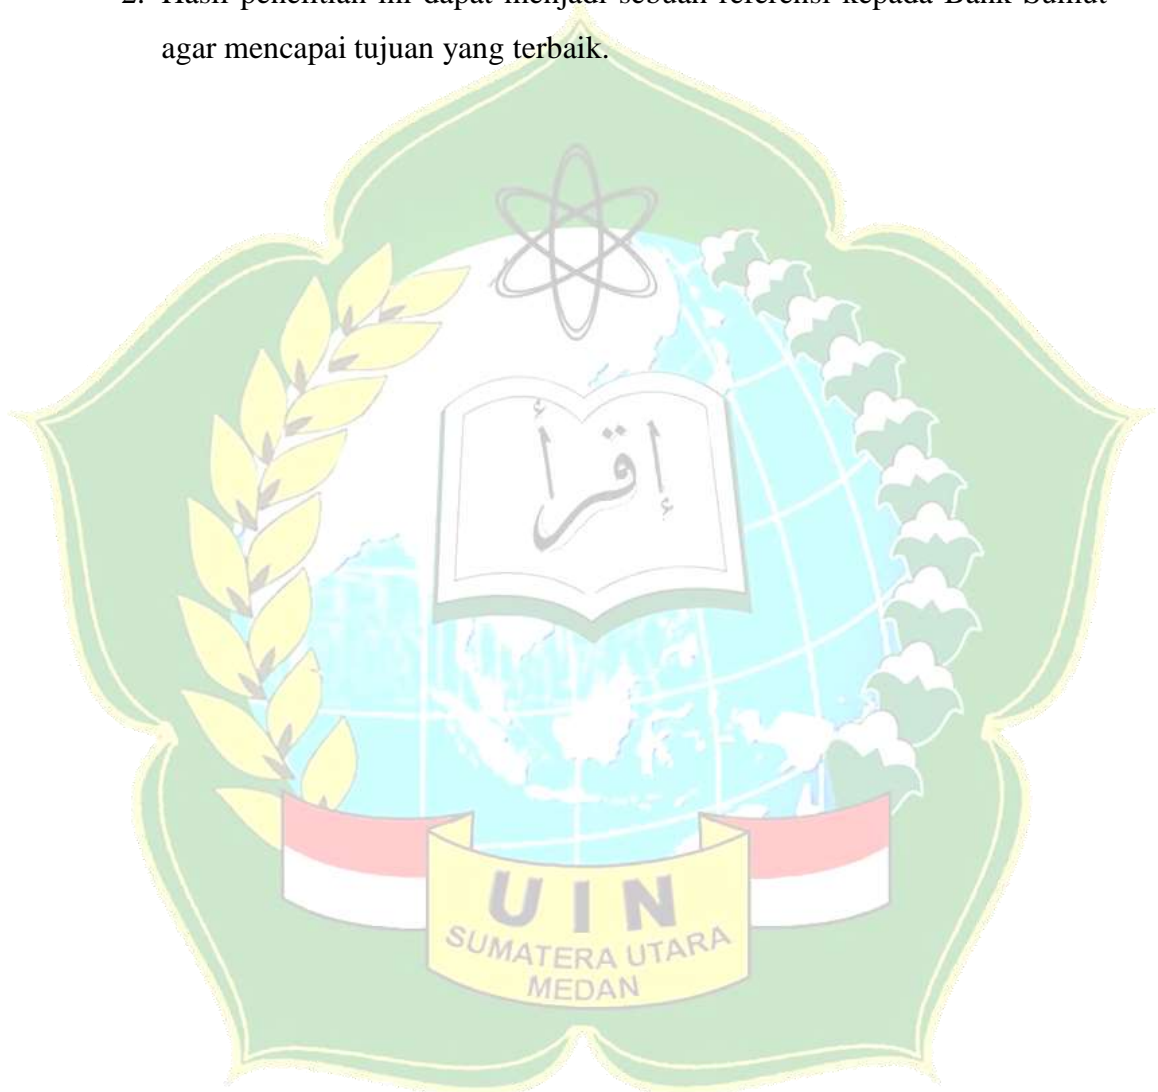 2. Hasil penelitian ini dapat menjadi sebuah referensi kepada Bank Sumut
agar mencapai tujuan yang terbaik.
إقرأ
UIN
SUMATERA UTARA
MEDAN